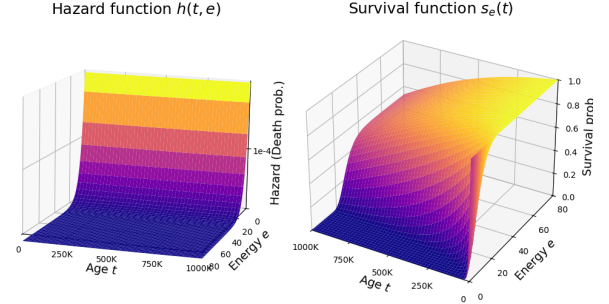 Hazard function h(t, e)
Survival function sₑ(t)
1e-4
Hazard (Death prob.)
0
250K
500K
750K
1000K
Age t
0
20
40
60
80
Energy e
1.0
0.8
0.6
0.4
0.2
0.0
Survival prob
1000K
750K
500K
250K
0
Age t
0
20
40
60
80
Energy e